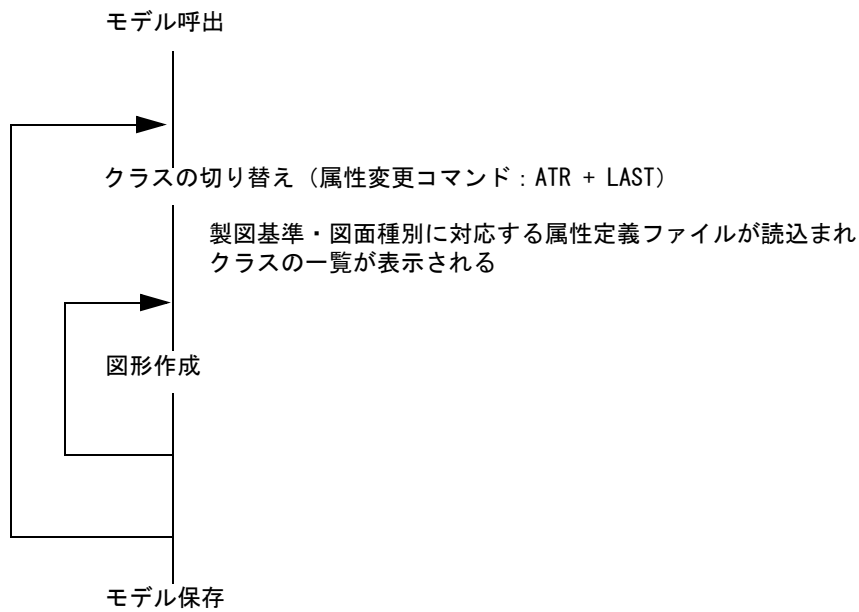 モデル呼出
クラスの切り替え（属性変更コマンド：ATR + LAST）
製図基準・図面種別に対応する属性定義ファイルが読込まれ
クラスの一覧が表示される
図形作成
モデル保存